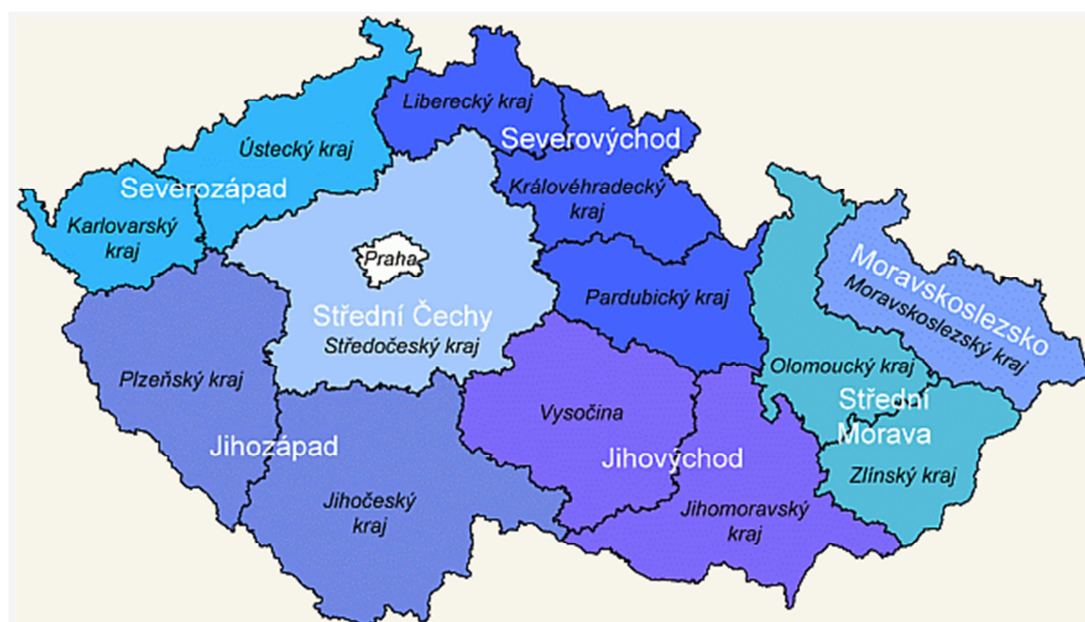 Liberecký kraj
Severovýchod
Ústecký kraj
Severozápad
Karlovarský
kraj
Královéhradecký
kraj
Praha
Moravskoslezsko
Moravskoslezský kraj
Pardubický kraj
Střední Čechy
Středočeský kraj
Plzeňský kraj
Olomoucký kraj
Střední
Morava
Vysočina
Jihozápad
Jihovýchod
Zlínský kraj
Jihočeský
kraj
Jihomoravský
kraj